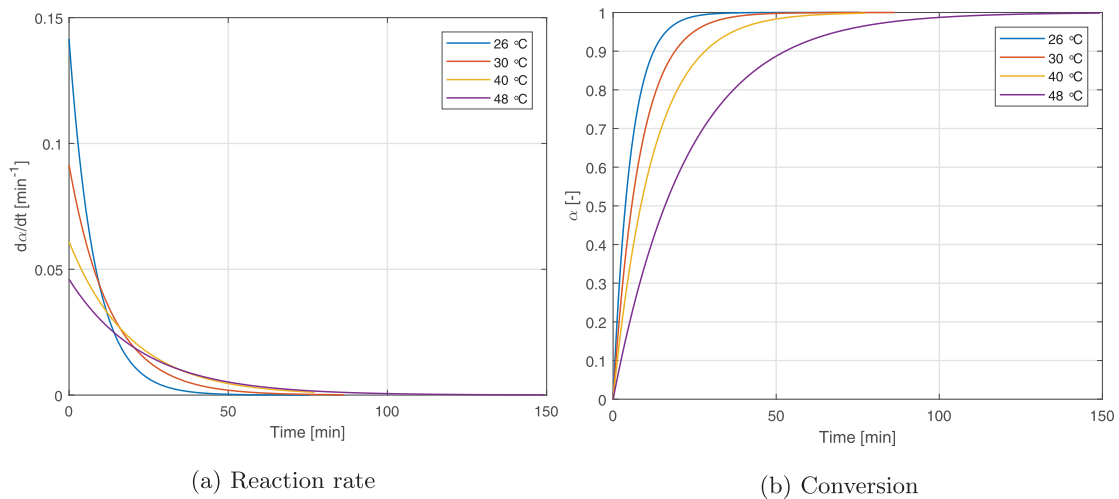 0.15
0.1
0.05
0
dα/dt [min-1]
0
50
100
150
Time [min]
26 °C
30 °C
40 °C
48 °C
(a) Reaction rate
1
0.9
0.8
0.7
0.6
0.5
0.4
0.3
0.2
0.1
0
α [-]
0
50
100
150
Time [min]
26 °C
30 °C
40 °C
48 °C
(b) Conversion